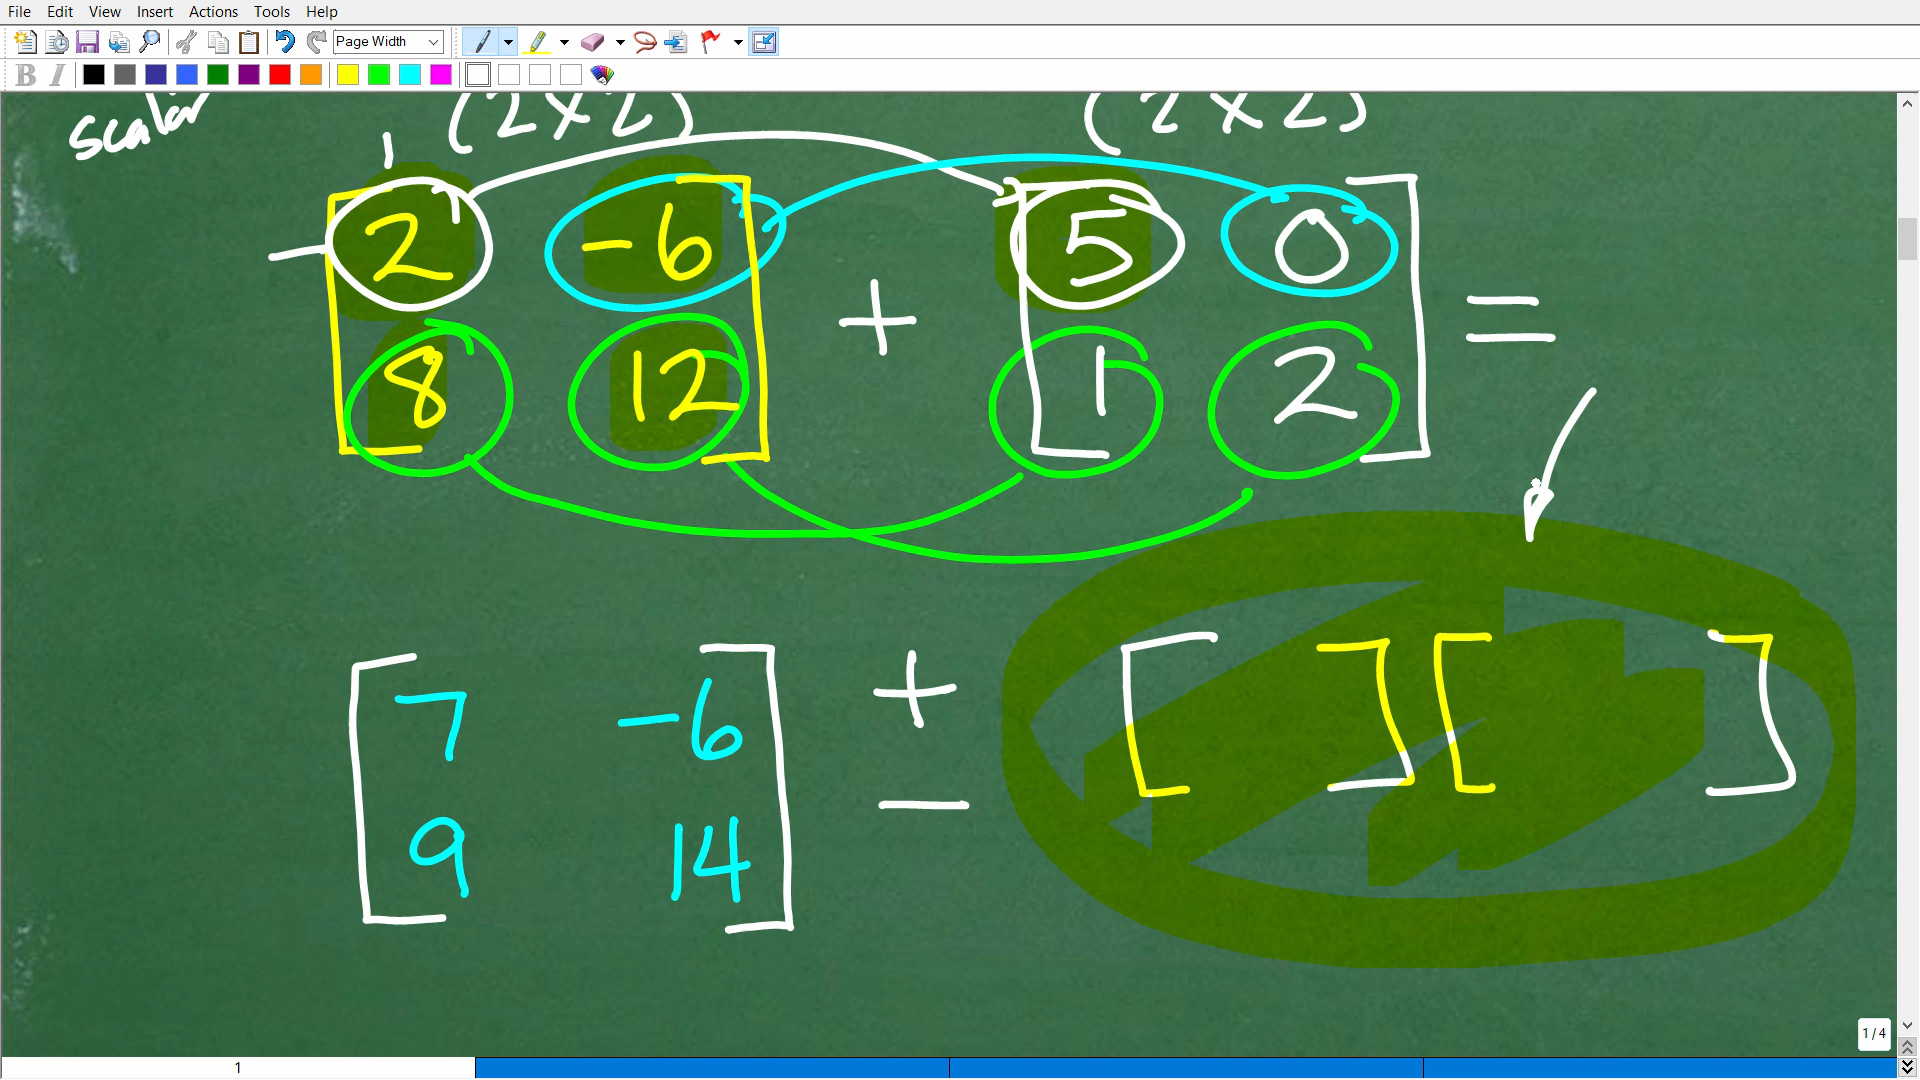 File Edit View Insert Actions Tools Help
Page Width
B I
scalar (2 x 2) (2 x 2)
[2 -6] + [5 0] =
[8 12] [1 2]
[7 -6] + [ ] [ ]
[9 14] -
1 / 4
1